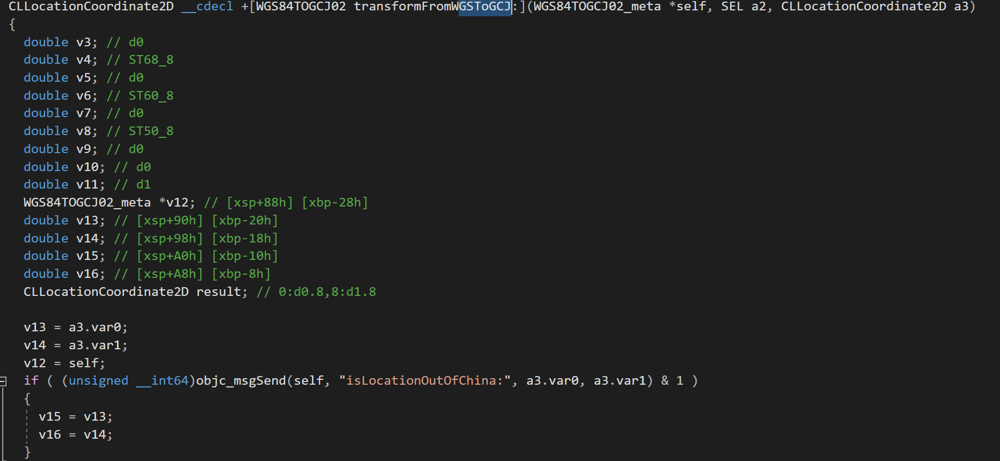 CLLocationCoordinate2D __cdecl +[WGS84TOGCJ02 transformFromWGSToGCJ:](WGS84TOGCJ02_meta *self, SEL a2, CLLocationCoordinate2D a3)
{
double v3; // d0
double v4; // ST68_8
double v5; // d0
double v6; // ST60_8
double v7; // d0
double v8; // ST50_8
double v9; // d0
double v10; // d0
double v11; // d1
WGS84TOGCJ02_meta *v12; // [xsp+88h] [xbp-28h]
double v13; // [xsp+90h] [xbp-20h]
double v14; // [xsp+98h] [xbp-18h]
double v15; // [xsp+A0h] [xbp-10h]
double v16; // [xsp+A8h] [xbp-8h]
CLLocationCoordinate2D result; // 0:d0.8,8:d1.8
v13 = a3.var0;
v14 = a3.var1;
v12 = self;
if ( (unsigned __int64)objc_msgSend(self, "isLocationOutOfChina:", a3.var0, a3.var1) & 1 )
{
v15 = v13;
v16 = v14;
}